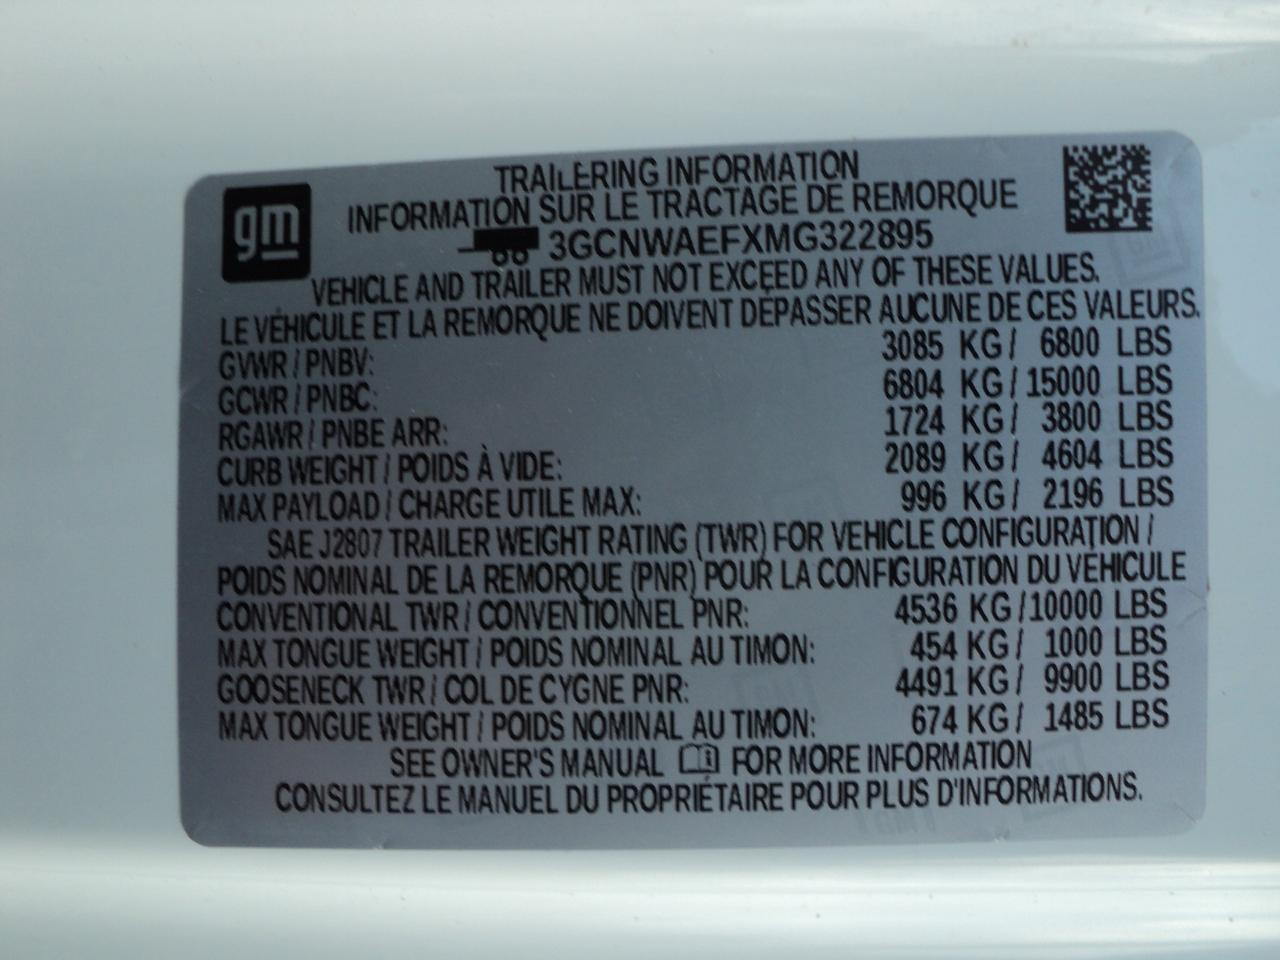 gm
TRAILERING INFORMATION
INFORMATION SUR LE TRACTAGE DE REMORQUE
3GCNWAEFXMG322895
VEHICLE AND TRAILER MUST NOT EXCEED ANY OF THESE VALUES.
LE VÉHICULE ET LA REMORQUE NE DOIVENT DÉPASSER AUCUNE DE CES VALEURS.
GVWR / PNBV: 3085 KG / 6800 LBS
GCWR / PNBC: 6804 KG / 15000 LBS
RGAWR / PNBE ARR: 1724 KG / 3800 LBS
CURB WEIGHT / POIDS À VIDE: 2089 KG / 4604 LBS
MAX PAYLOAD / CHARGE UTILE MAX: 996 KG / 2196 LBS
SAE J2807 TRAILER WEIGHT RATING (TWR) FOR VEHICLE CONFIGURATION /
POIDS NOMINAL DE LA REMORQUE (PNR) POUR LA CONFIGURATION DU VÉHICULE
CONVENTIONAL TWR / CONVENTIONNEL PNR: 4536 KG / 10000 LBS
MAX TONGUE WEIGHT / POIDS NOMINAL AU TIMON: 454 KG / 1000 LBS
GOOSENECK TWR / COL DE CYGNE PNR: 4491 KG / 9900 LBS
MAX TONGUE WEIGHT / POIDS NOMINAL AU TIMON: 674 KG / 1485 LBS
SEE OWNER'S MANUAL FOR MORE INFORMATION
CONSULTEZ LE MANUEL DU PROPRIÉTAIRE POUR PLUS D'INFORMATIONS.